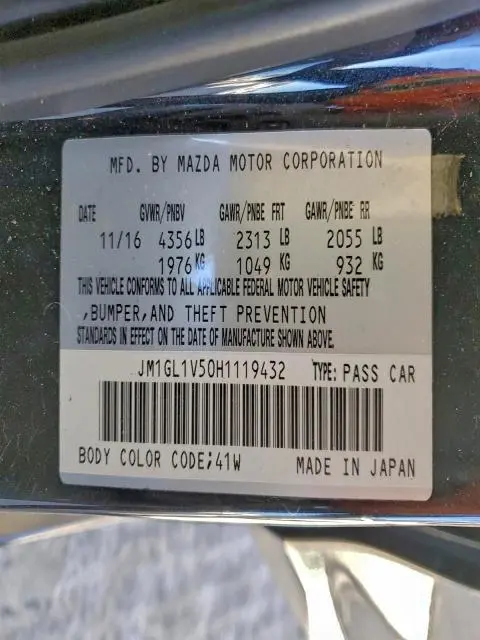 MFD. BY MAZDA MOTOR CORPORATION
DATE GVWR/PNBV GAWR/PNBE FRT GAWR/PNBE RR
11/16 4356 LB 2313 LB 2055 LB
1976 KG 1049 KG 932 KG
THIS VEHICLE CONFORMS TO ALL APPLICABLE FEDERAL MOTOR VEHICLE SAFETY
,BUMPER,AND THEFT PREVENTION
STANDARDS IN EFFECT ON THE DATE OF MANUFACTURE SHOWN ABOVE.
JM1GL1V50H1119432 TYPE: PASS CAR
BODY COLOR CODE;41W MADE IN JAPAN